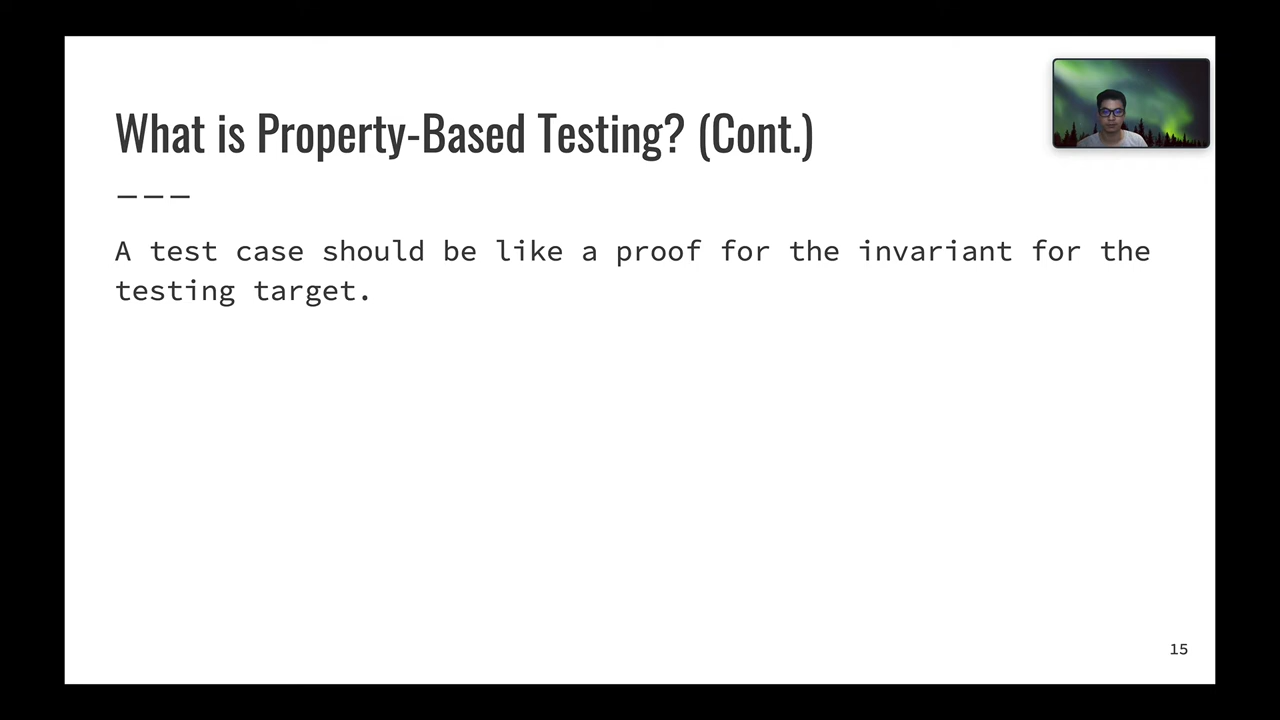 What is Property-Based Testing? (Cont.)
A test case should be like a proof for the invariant for the
testing target.
15